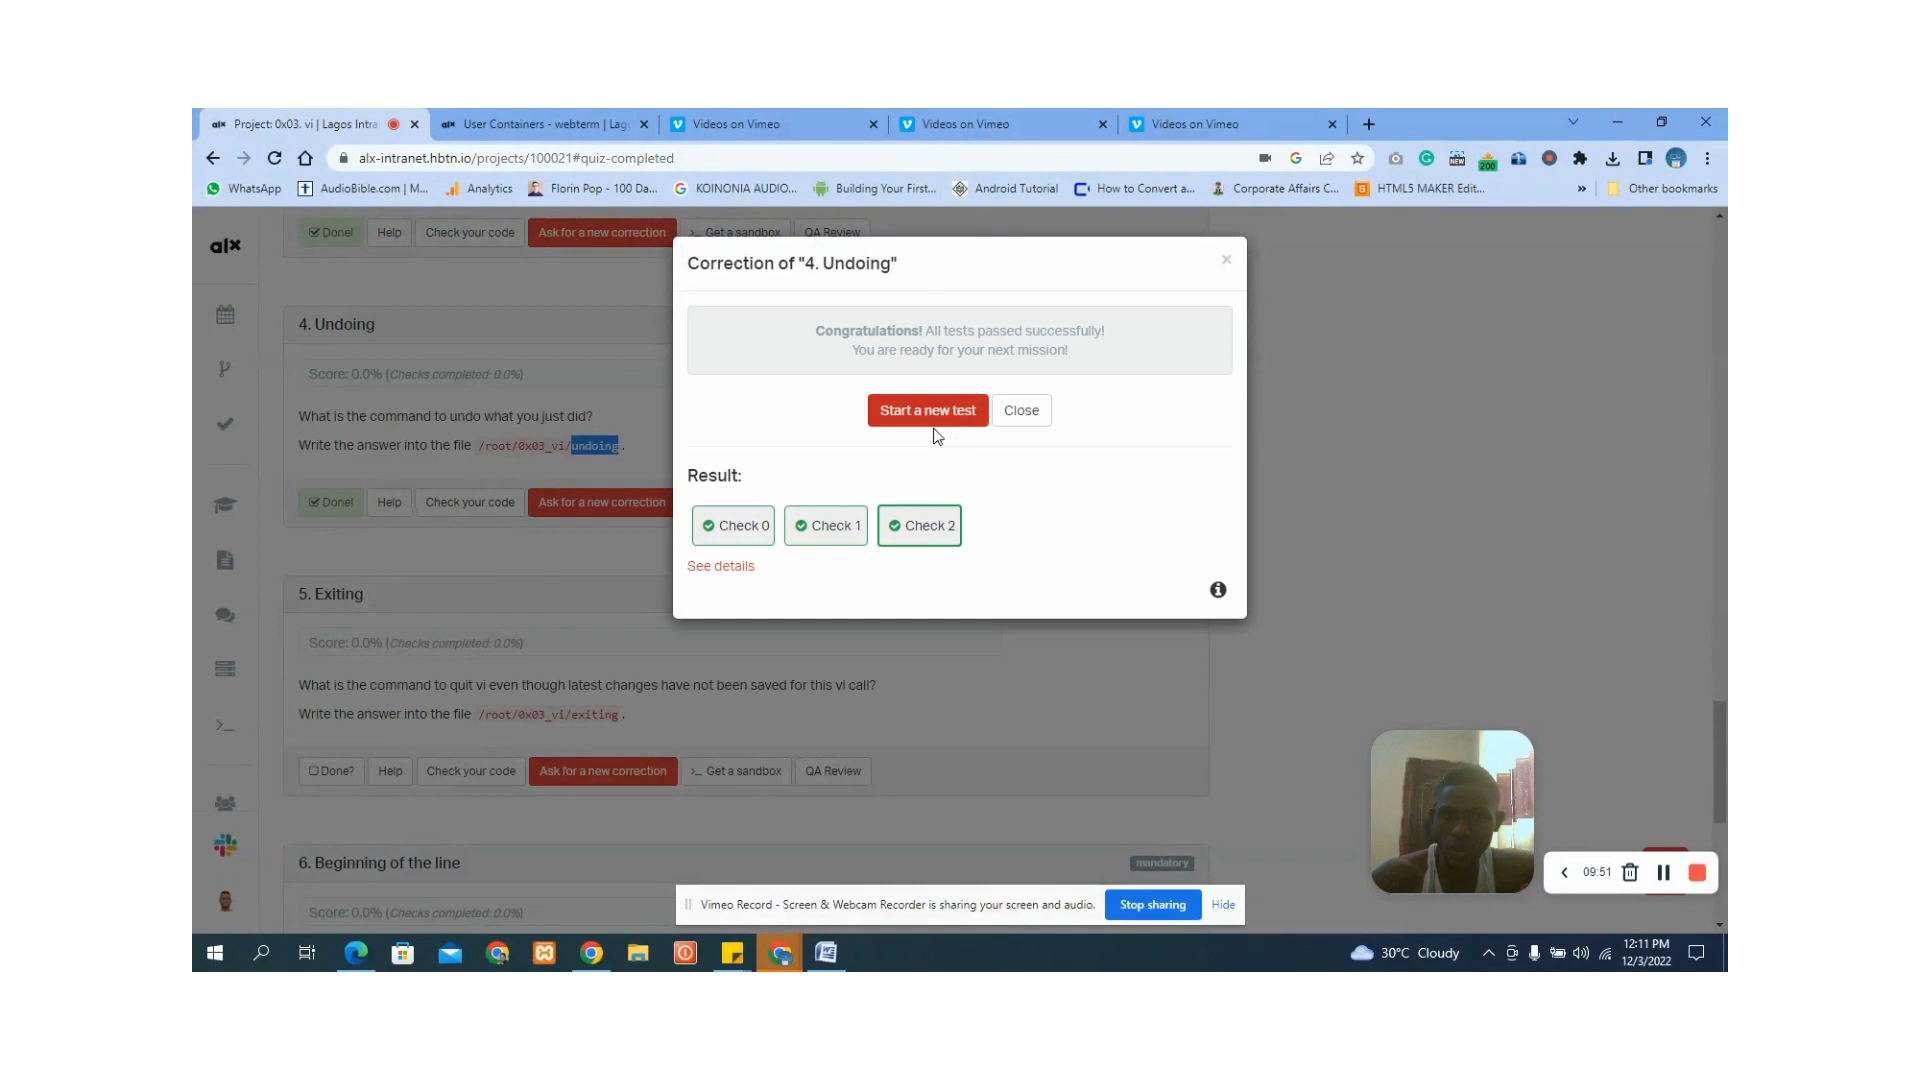 alx Project: 0x03. vi | Lagos Intra
alx User Containers - webterm | Lag
Videos on Vimeo
Videos on Vimeo
Videos on Vimeo
alx-intranet.hbtn.io/projects/100021#quiz-completed
NEW
200
WhatsApp
AudioBible.com | M...
Analytics
Florin Pop - 100 Da...
KOINONIA AUDIO...
Building Your First...
Android Tutorial
How to Convert a...
Corporate Affairs C...
HTML5 MAKER Edit...
»
Other bookmarks
alx
Done! Help Check your code Ask for a new correction >_ Get a sandbox QA Review
Correction of "4. Undoing"
×
Congratulations! All tests passed successfully!
You are ready for your next mission!
Start a new test Close
Result:
Check 0 Check 1 Check 2
See details
4. Undoing
Score: 0.0% (Checks completed: 0.0%)
What is the command to undo what you just did?
Write the answer into the file /root/0x03_vi/undoing .
Done! Help Check your code Ask for a new correction
5. Exiting
Score: 0.0% (Checks completed: 0.0%)
What is the command to quit vi even though latest changes have not been saved for this vi call?
Write the answer into the file /root/0x03_vi/exiting .
Done? Help Check your code Ask for a new correction >_ Get a sandbox QA Review
6. Beginning of the line
mandatory
Score: 0.0% (Checks completed: 0.0%)
09:51
Vimeo Record - Screen & Webcam Recorder is sharing your screen and audio. Stop sharing Hide
30°C Cloudy
12:11 PM
12/3/2022